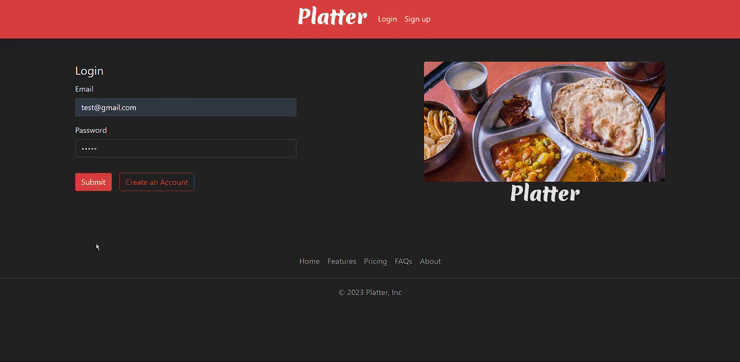 Platter Login Sign up
Login
Email
test@gmail.com
Password
•••••
Submit Create an Account
Platter
Home Features Pricing FAQs About
© 2023 Platter, Inc